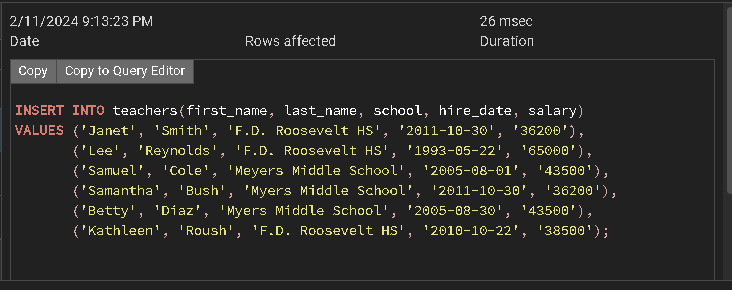 2/11/2024 9:13:23 PM 26 msec
Date Rows affected Duration
Copy Copy to Query Editor
INSERT INTO teachers(first_name, last_name, school, hire_date, salary)
VALUES ('Janet', 'Smith', 'F.D. Roosevelt HS', '2011-10-30', '36200'),
('Lee', 'Reynolds', 'F.D. Roosevelt HS', '1993-05-22', '65000'),
('Samuel', 'Cole', 'Meyers Middle School', '2005-08-01', '43500'),
('Samantha', 'Bush', 'Myers Middle School', '2011-10-30', '36200'),
('Betty', 'Diaz', 'Myers Middle School', '2005-08-30', '43500'),
('Kathleen', 'Roush', 'F.D. Roosevelt HS', '2010-10-22', '38500');